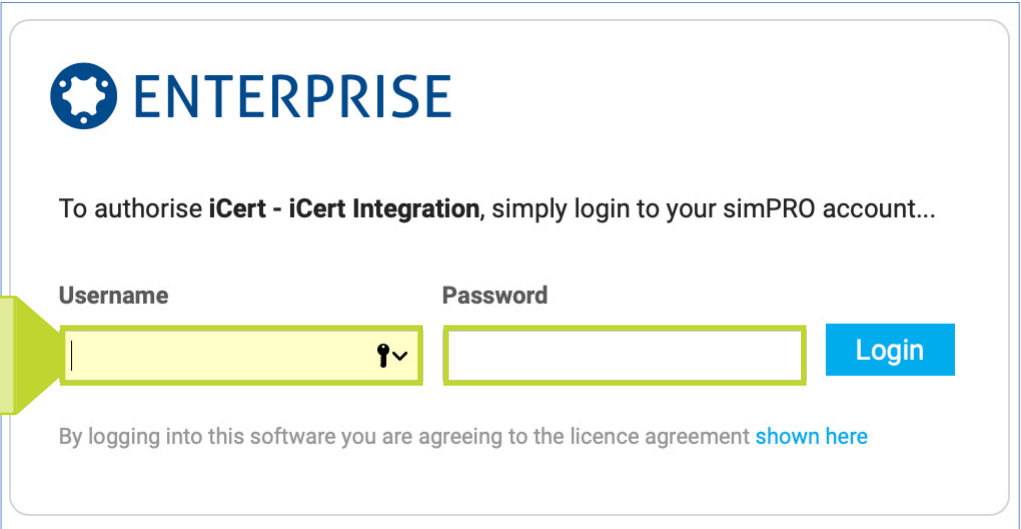 ENTERPRISE
To authorise iCert - iCert Integration, simply login to your simPRO account...
Username Password
Login
By logging into this software you are agreeing to the licence agreement shown here